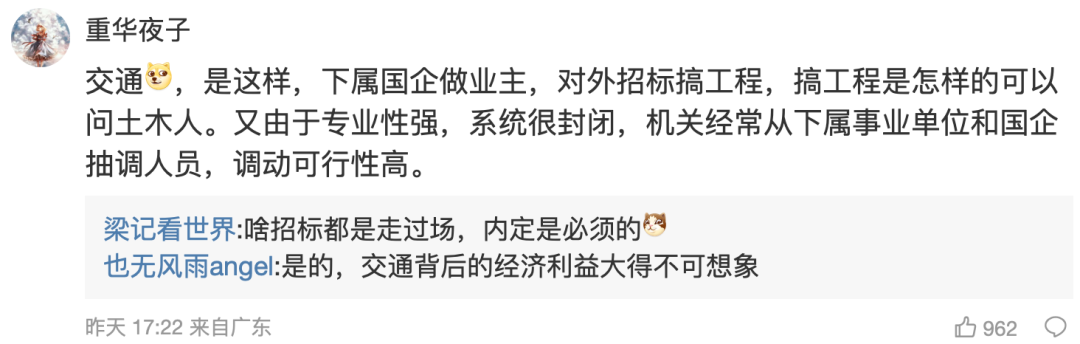 重华夜子
交通，是这样，下属国企做业主，对外招标搞工程，搞工程是怎样的可以
问土木人。又由于专业性强，系统很封闭，机关经常从下属事业单位和国企
抽调人员，调动可行性高。
梁记看世界:啥招标都是走过场，内定是必须的
也无风雨angel:是的，交通背后的经济利益大得不可想象
昨天 17:22 来自广东
962